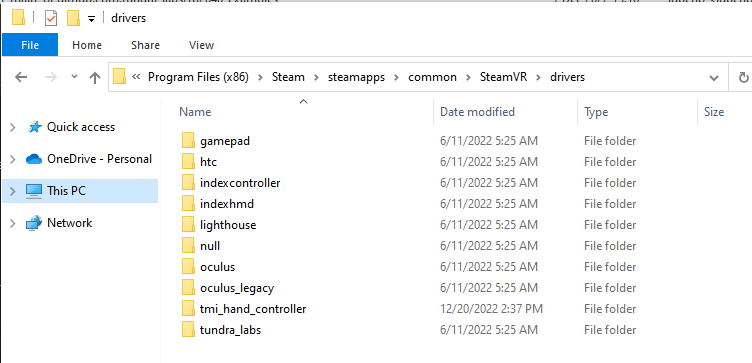 drivers
File Home Share View
« Program Files (x86) > Steam > steamapps > common > SteamVR > drivers
Name Date modified Type Size
Quick access
OneDrive - Personal
This PC
Network
gamepad 6/11/2022 5:25 AM File folder
htc 6/11/2022 5:25 AM File folder
indexcontroller 6/11/2022 5:25 AM File folder
indexhmd 6/11/2022 5:25 AM File folder
lighthouse 6/11/2022 5:25 AM File folder
null 6/11/2022 5:25 AM File folder
oculus 6/11/2022 5:25 AM File folder
oculus_legacy 6/11/2022 5:25 AM File folder
tmi_hand_controller 12/20/2022 2:37 PM File folder
tundra_labs 6/11/2022 5:25 AM File folder